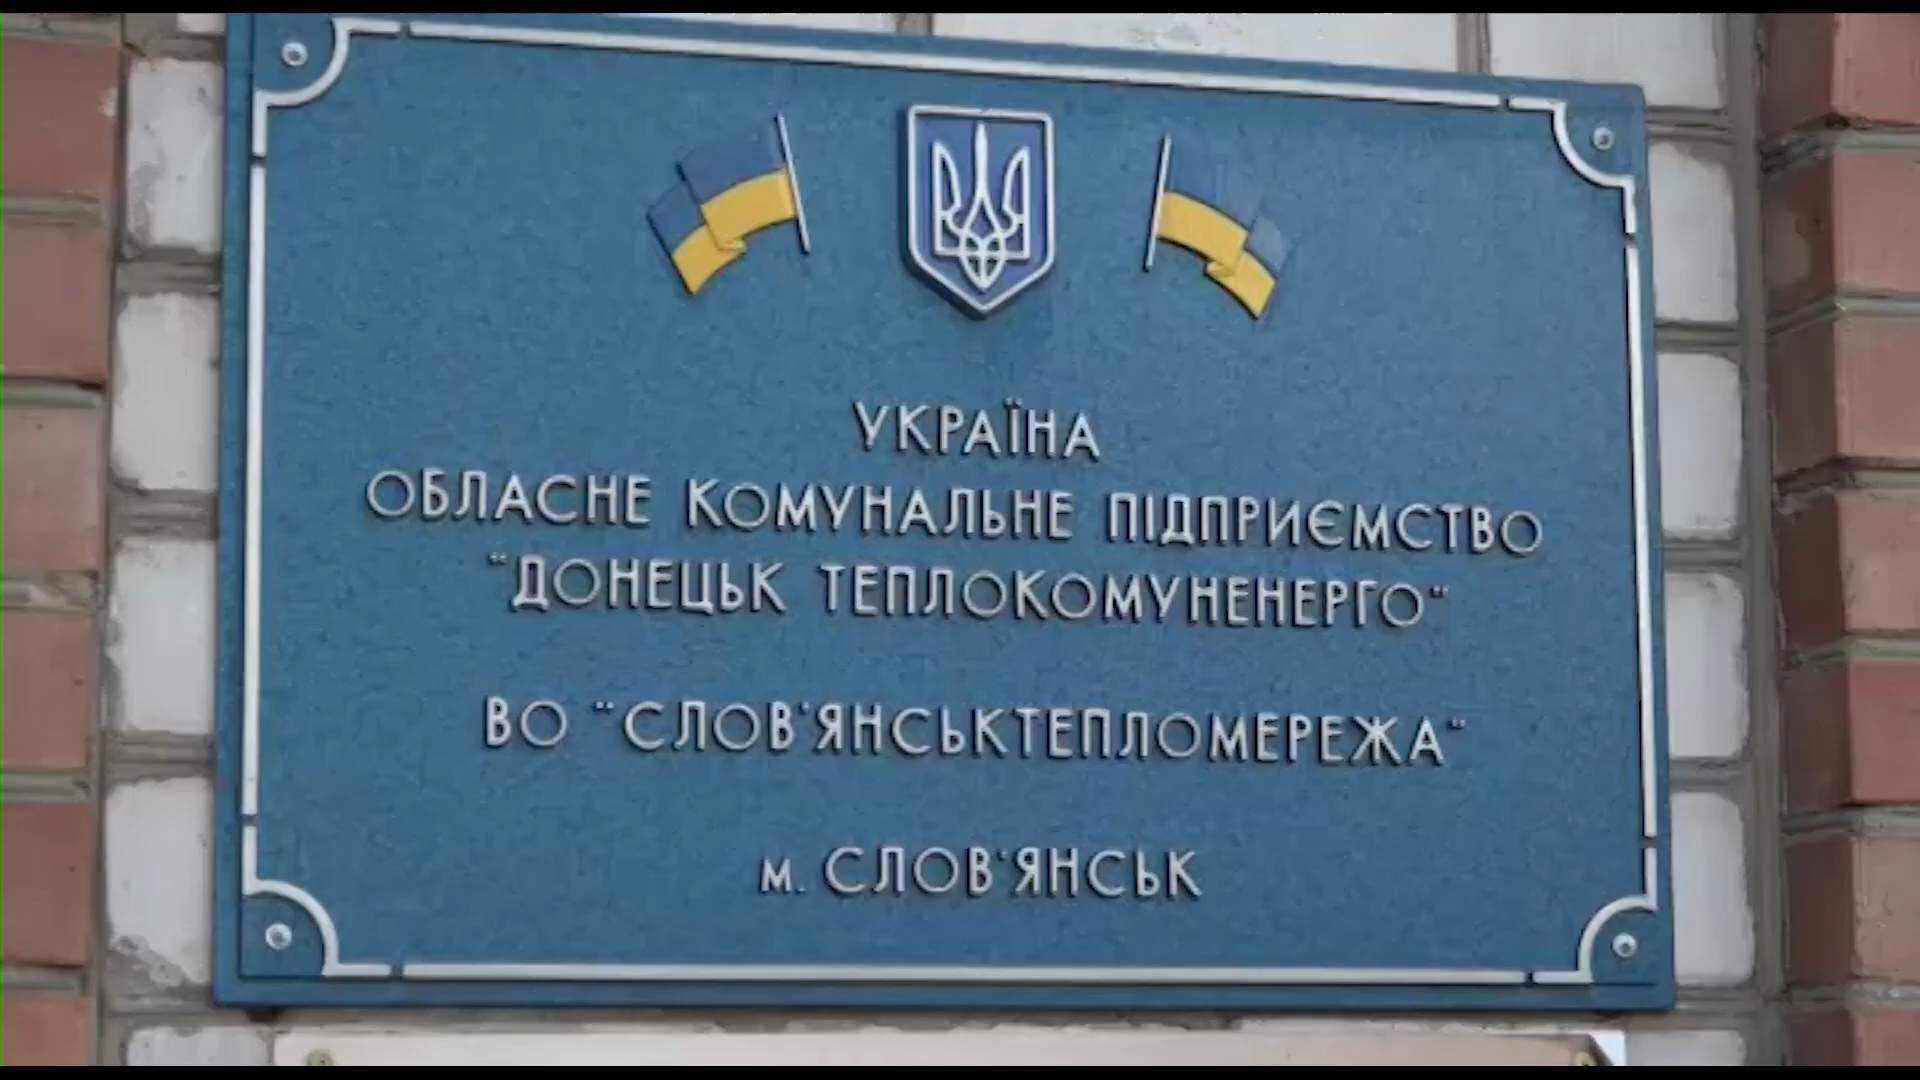 УКРАЇНА
ОБЛАСНЕ КОМУНАЛЬНЕ ПІДПРИЄМСТВО
"ДОНЕЦЬК ТЕПЛОКОМУНЕНЕРГО"
ВО "СЛОВ'ЯНСЬКТЕПЛОМЕРЕЖА"
м. СЛОВ'ЯНСЬК